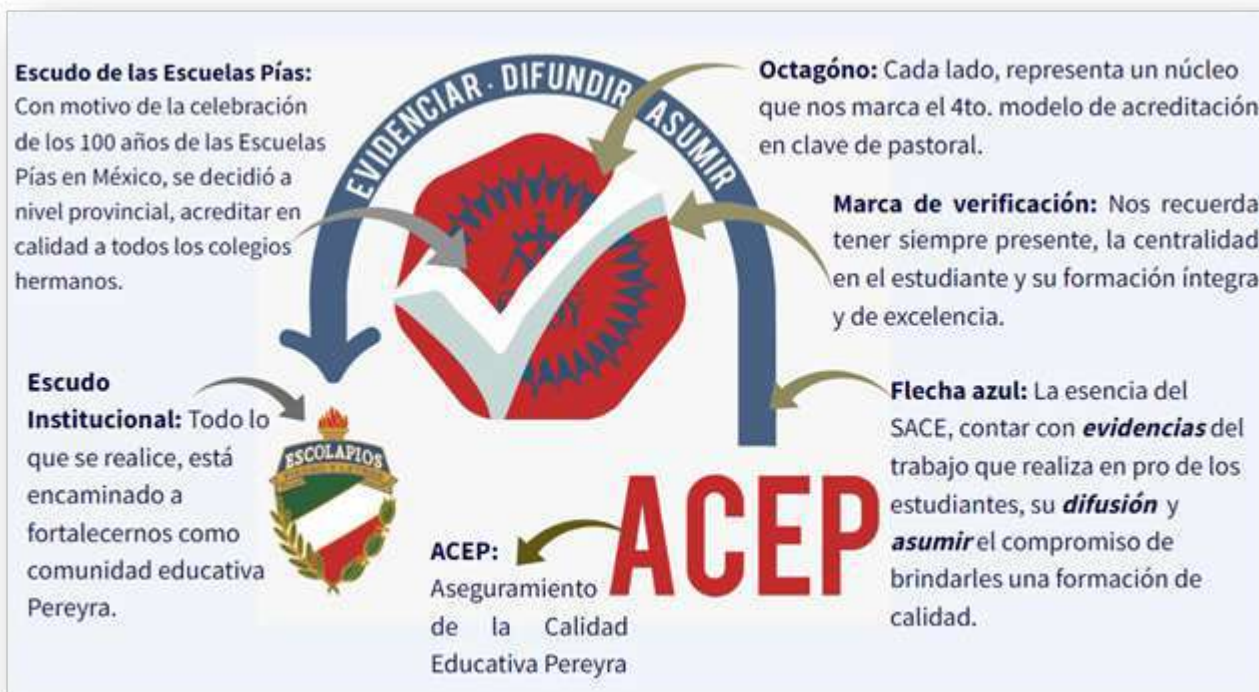 Escudo de las Escuelas Pías:
Con motivo de la celebración
de los 100 años de las Escuelas
Pías en México, se decidió a
nivel provincial, acreditar en
calidad a todos los colegios
hermanos.
EVIDENCIAR · DIFUNDIR ASUMIR
Octagóno: Cada lado, representa un núcleo
que nos marca el 4to. modelo de acreditación
en clave de pastoral.
Marca de verificación: Nos recuerda
tener siempre presente, la centralidad
en el estudiante y su formación íntegra
y de excelencia.
Escudo
Institucional: Todo lo
que se realice, está
encaminado a
fortalecernos como
comunidad educativa
Pereyra.
ESCOLAPIOS
Flecha azul: La esencia del
SACE, contar con evidencias del
trabajo que realiza en pro de los
estudiantes, su difusión y
asumir el compromiso de
brindarles una formación de
calidad.
ACEP
ACEP:
Aseguramiento
de la Calidad
Educativa Pereyra